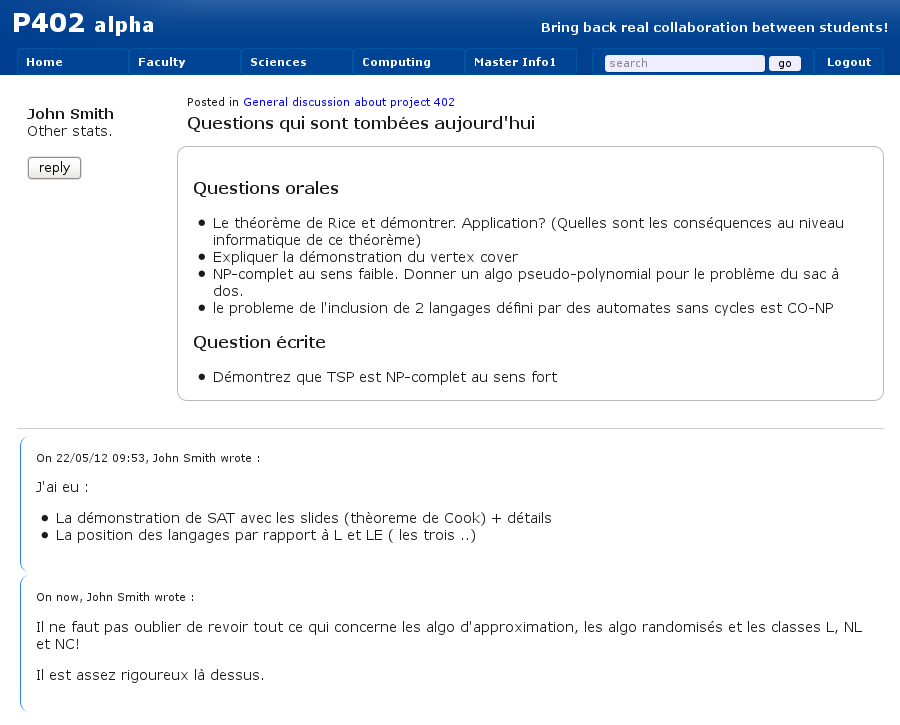 P402 alpha
Bring back real collaboration between students!
Home Faculty Sciences Computing Master Info1 search go Logout
John Smith
Other stats.
reply
Posted in General discussion about project 402
Questions qui sont tombées aujourd'hui
Questions orales
• Le théorème de Rice et démontrer. Application? (Quelles sont les conséquences au niveau
informatique de ce théorème)
• Expliquer la démonstration du vertex cover
• NP-complet au sens faible. Donner un algo pseudo-polynomial pour le problème du sac à
dos.
• le probleme de l'inclusion de 2 langages défini par des automates sans cycles est CO-NP
Question écrite
• Démontrez que TSP est NP-complet au sens fort
On 22/05/12 09:53, John Smith wrote :
J'ai eu :
• La démonstration de SAT avec les slides (thèoreme de Cook) + détails
• La position des langages par rapport à L et LE ( les trois ..)
On now, John Smith wrote :
Il ne faut pas oublier de revoir tout ce qui concerne les algo d'approximation, les algo randomisés et les classes L, NL
et NC!
Il est assez rigoureux là dessus.